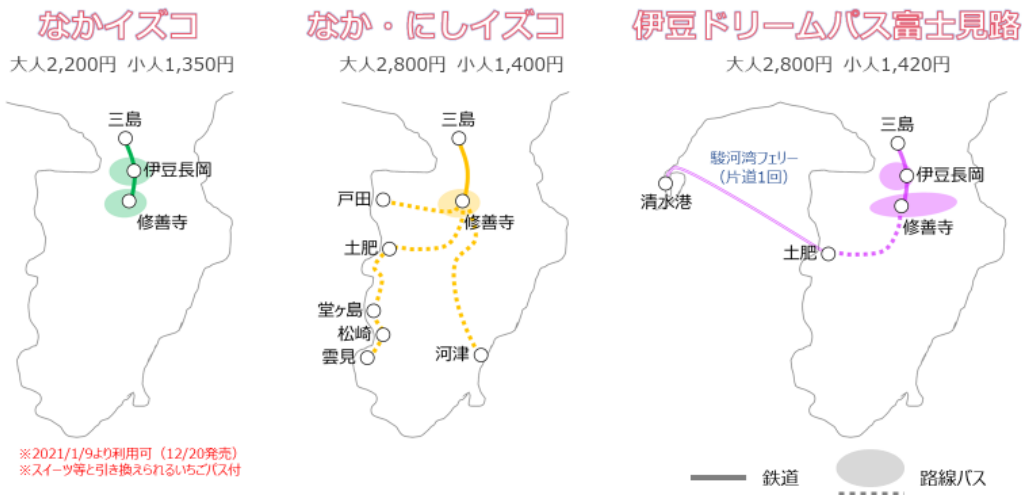 なかイズコ
大人2,200円 小人1,350円
三島
伊豆長岡
修善寺
※2021/1/9より利用可（12/20発売）
※スイーツ等と引き換えられるいちごパス付
なか・にしイズコ
大人2,800円 小人1,400円
三島
戸田
修善寺
土肥
堂ヶ島
松崎
雲見
河津
伊豆ドリームパス富士見路
大人2,800円 小人1,420円
三島
駿河湾フェリー
（片道1回）
伊豆長岡
清水港
修善寺
土肥
鉄道
路線バス